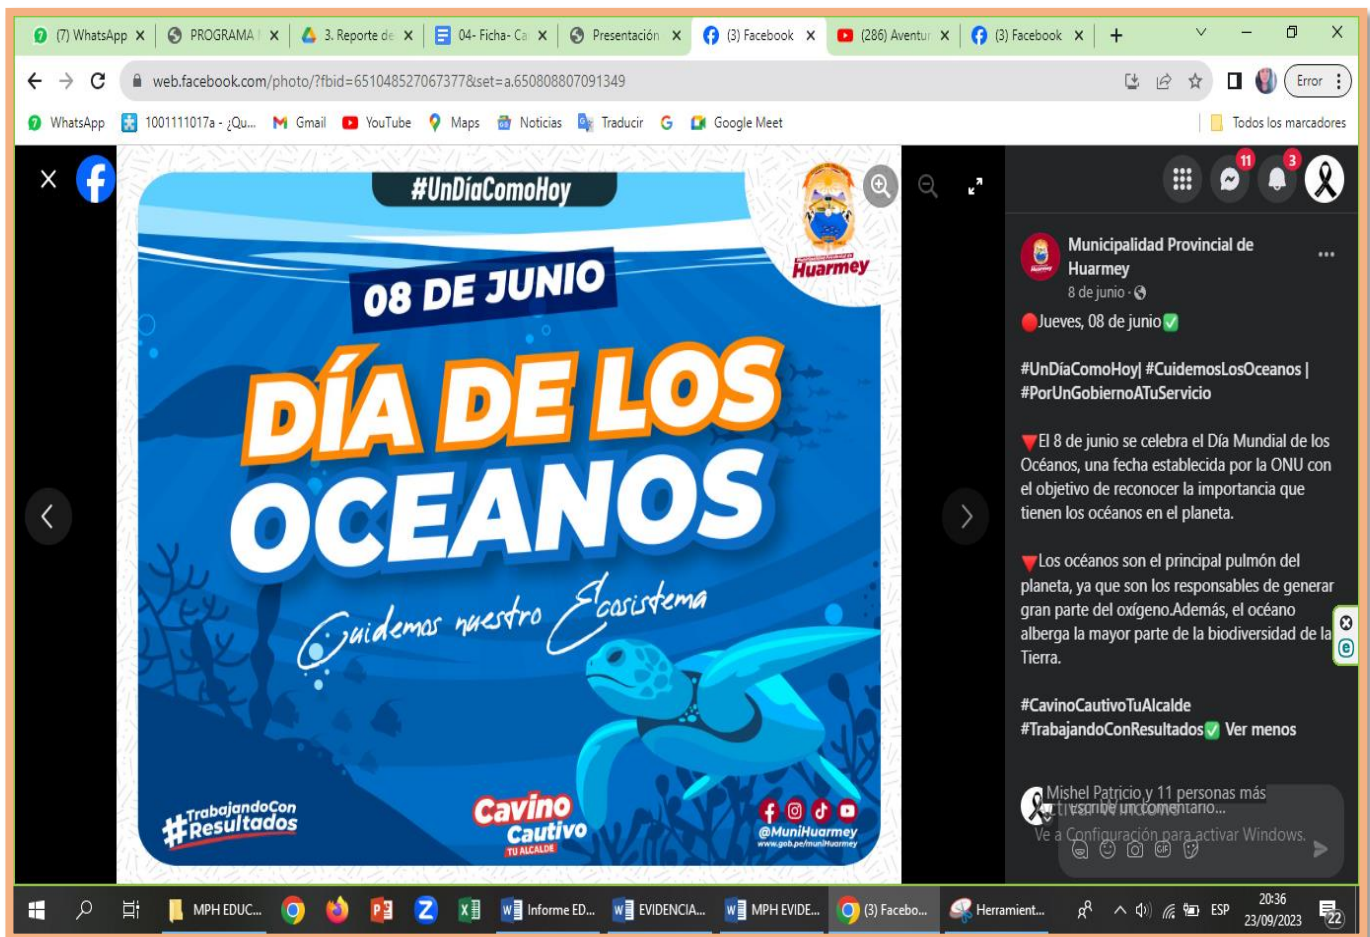 (7) WhatsApp
PROGRAMA
3. Reporte de
04- Ficha- Ca
Presentación
(3) Facebook
(286) Aventur
(3) Facebook
web.facebook.com/photo/?fbid=651048527067377&set=a.650808807091349
Error
WhatsApp
1001111017a - ¿Qu...
Gmail
YouTube
Maps
Noticias
Traducir
Google Meet
Todos los marcadores
#UnDíaComoHoy
Huarmey
08 DE JUNIO
DÍA DE LOS
OCEANOS
Cuidemos nuestro Ecosistema
#TrabajandoCon
Resultados
Cavino
Cautivo
TU ALCALDE
@MuniHuarmey
www.gob.pe/muniHuarmey
11
3
Municipalidad Provincial de
Huarmey
8 de junio ·
Jueves, 08 de junio
#UnDíaComoHoy| #CuidemosLosOceanos |
#PorUnGobiernoATuServicio
El 8 de junio se celebra el Día Mundial de los
Océanos, una fecha establecida por la ONU con
el objetivo de reconocer la importancia que
tienen los océanos en el planeta.
Los océanos son el principal pulmón del
planeta, ya que son los responsables de generar
gran parte del oxígeno.Además, el océano
alberga la mayor parte de la biodiversidad de la
Tierra.
#CavinoCautivoTuAlcalde
#TrabajandoConResultados Ver menos
Mishel Patricio y 11 personas más
Escribe un comentario...
Activar Windows
Ve a Configuración para activar Windows.
GIF
MPH EDUC...
Informe ED...
EVIDENCIA...
MPH EVIDE...
(3) Facebo...
Herramient...
ESP
20:36
23/09/2023
22